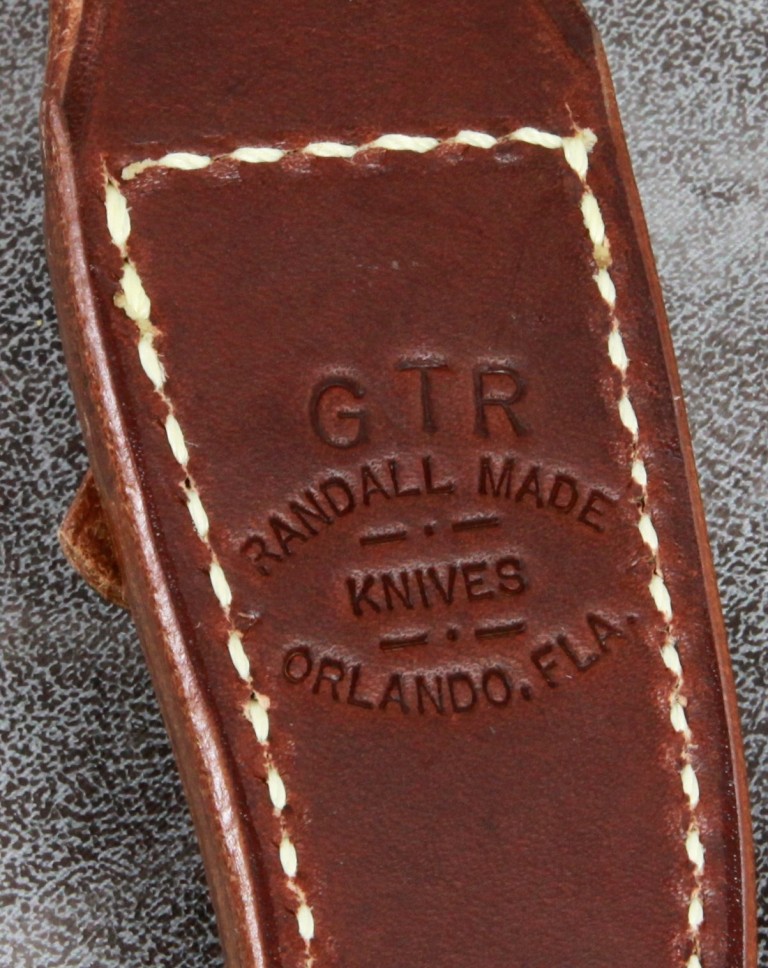 GTR
RANDALL MADE
— · —
KNIVES
— · —
ORLANDO, FLA.